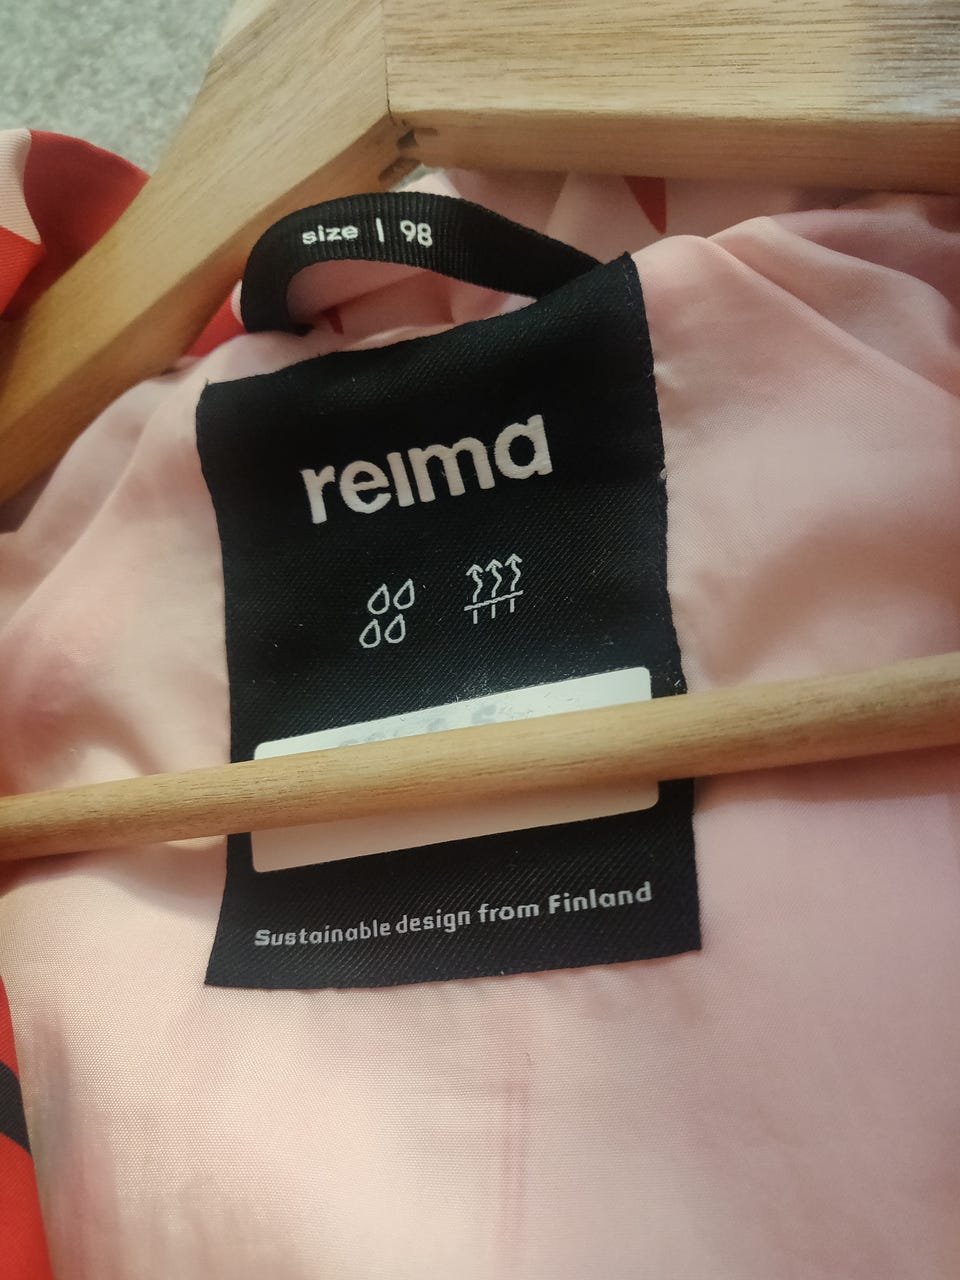 size | 98
reima
Sustainable design from Finland